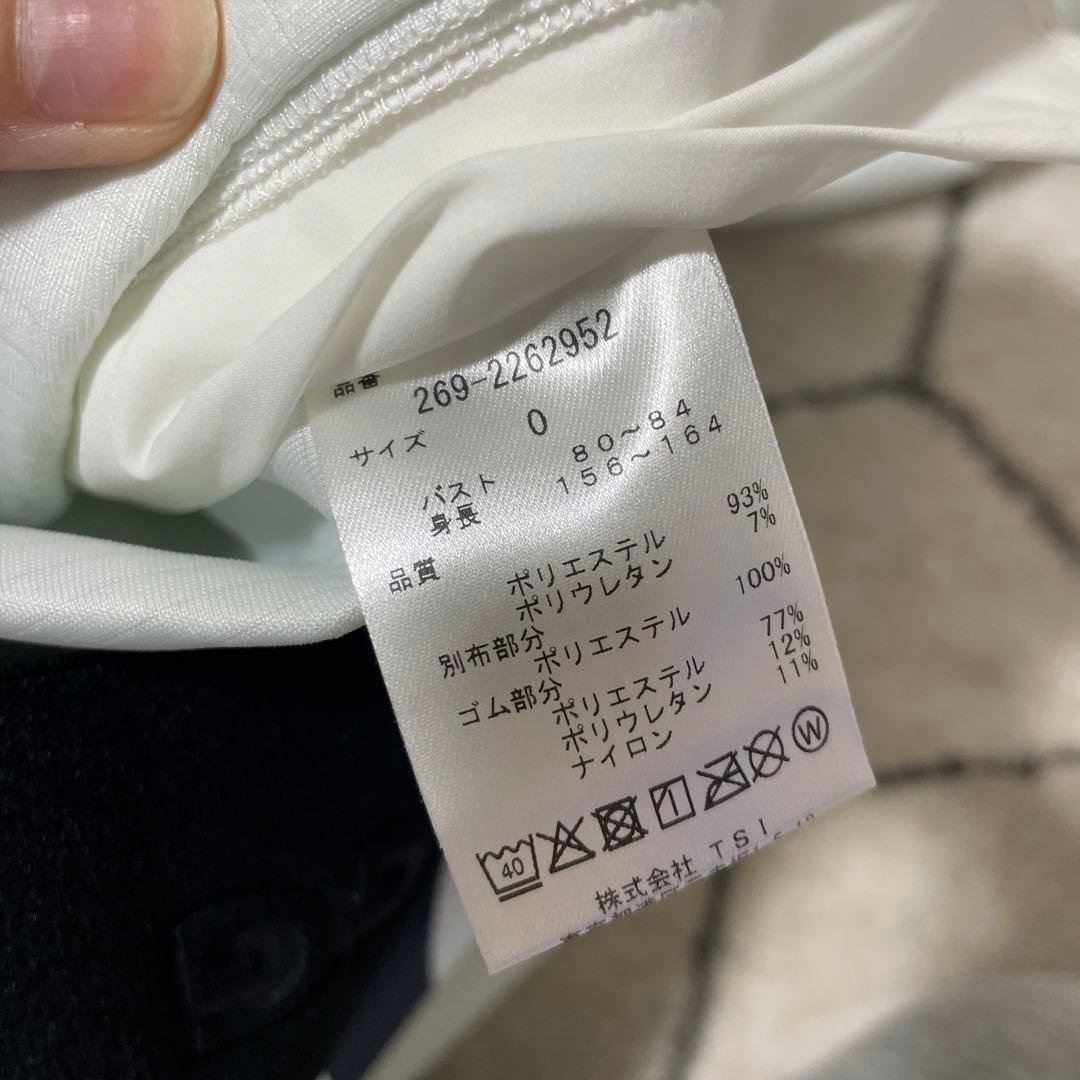 品番 269-2262952
サイズ 0
バスト 80～84
身長 156～164
品質 ポリエステル 93%
ポリウレタン 7%
別布部分
ポリエステル 100%
ゴム部分
ポリエステル 77%
ポリウレタン 12%
ナイロン 11%
40 W
株式会社 TSI